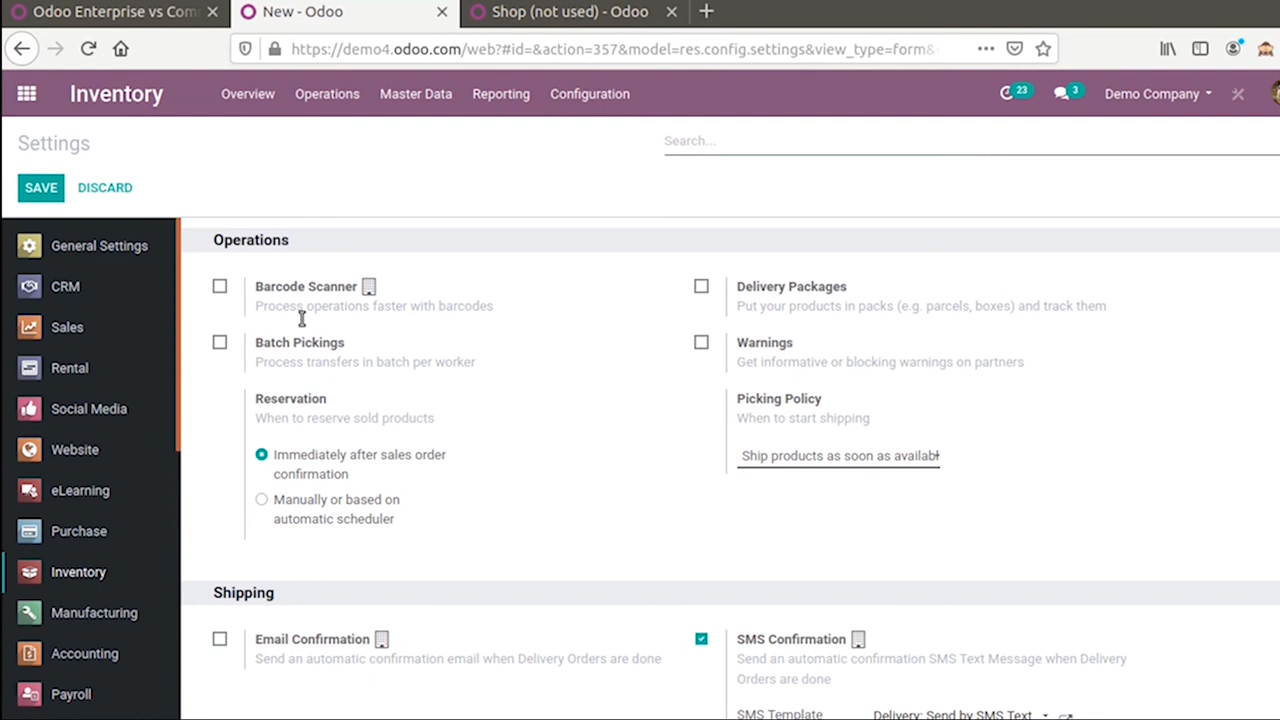 Odoo Enterprise vs Com
New - Odoo
Shop (not used) - Odoo
https://demo4.odoo.com/web?#id=&action=357&model=res.config.settings&view_type=form&
Inventory
Overview
Operations
Master Data
Reporting
Configuration
23
3
Demo Company
Settings
Search...
SAVE
DISCARD
General Settings
CRM
Sales
Rental
Social Media
Website
eLearning
Purchase
Inventory
Manufacturing
Accounting
Payroll
Operations
Barcode Scanner
Process operations faster with barcodes
Delivery Packages
Put your products in packs (e.g. parcels, boxes) and track them
Batch Pickings
Process transfers in batch per worker
Warnings
Get informative or blocking warnings on partners
Reservation
When to reserve sold products
Immediately after sales order
confirmation
Manually or based on
automatic scheduler
Picking Policy
When to start shipping
Ship products as soon as availabl
Shipping
Email Confirmation
Send an automatic confirmation email when Delivery Orders are done
SMS Confirmation
Send an automatic confirmation SMS Text Message when Delivery
Orders are done
SMS Template
Delivery: Send by SMS Text